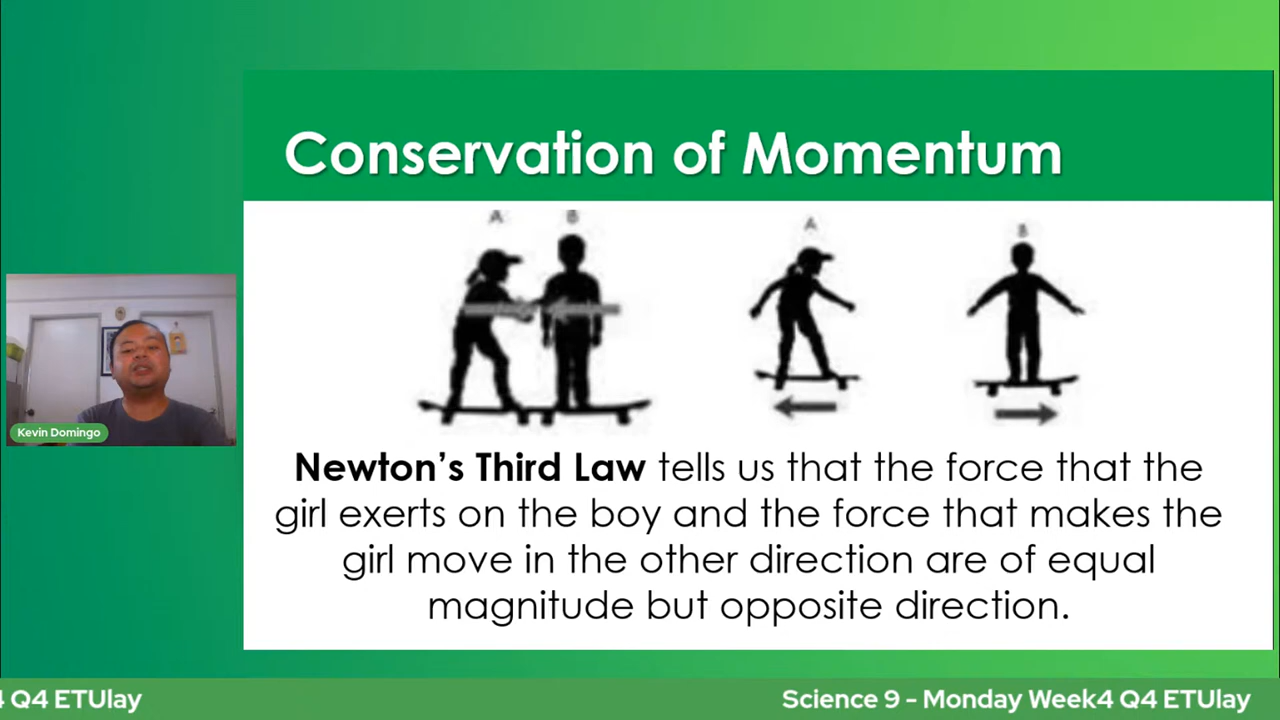 Conservation of Momentum
A B
A
B
Kevin Domingo
Newton's Third Law tells us that the force that the
girl exerts on the boy and the force that makes the
girl move in the other direction are of equal
magnitude but opposite direction.
4 Q4 ETUlay
Science 9 - Monday Week4 Q4 ETUlay